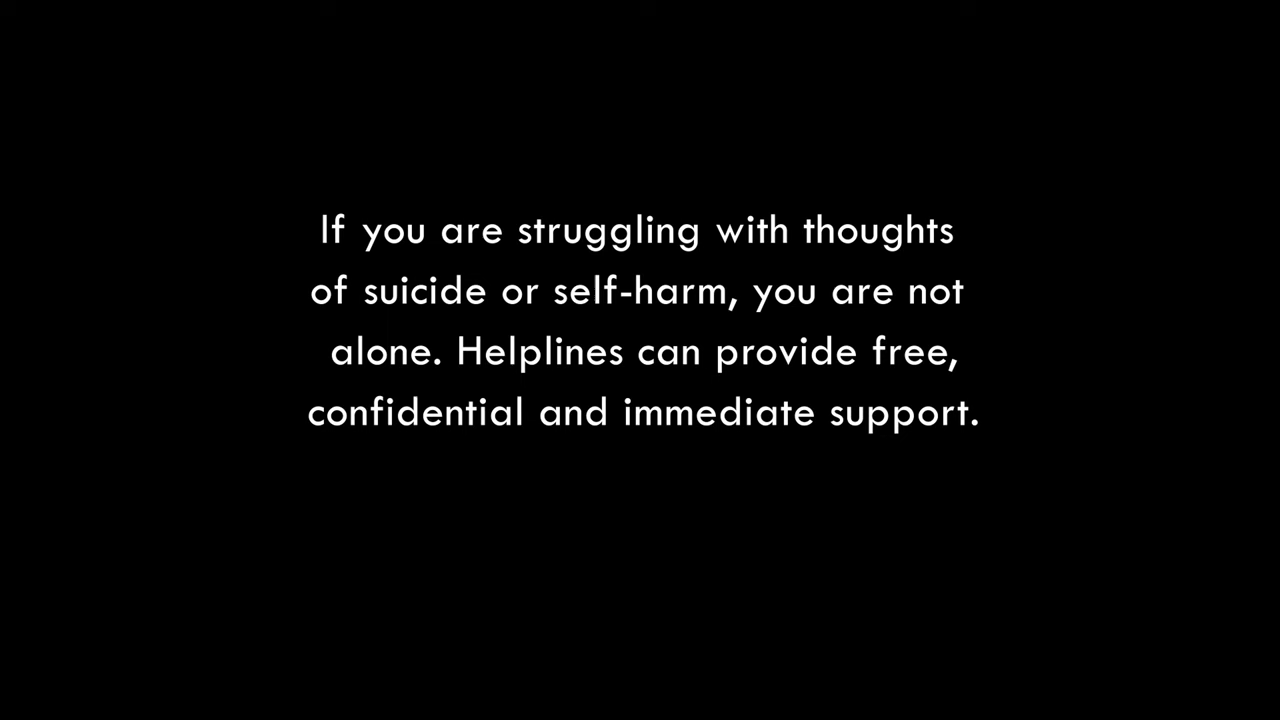 If you are struggling with thoughts
of suicide or self-harm, you are not
alone. Helplines can provide free,
confidential and immediate support.